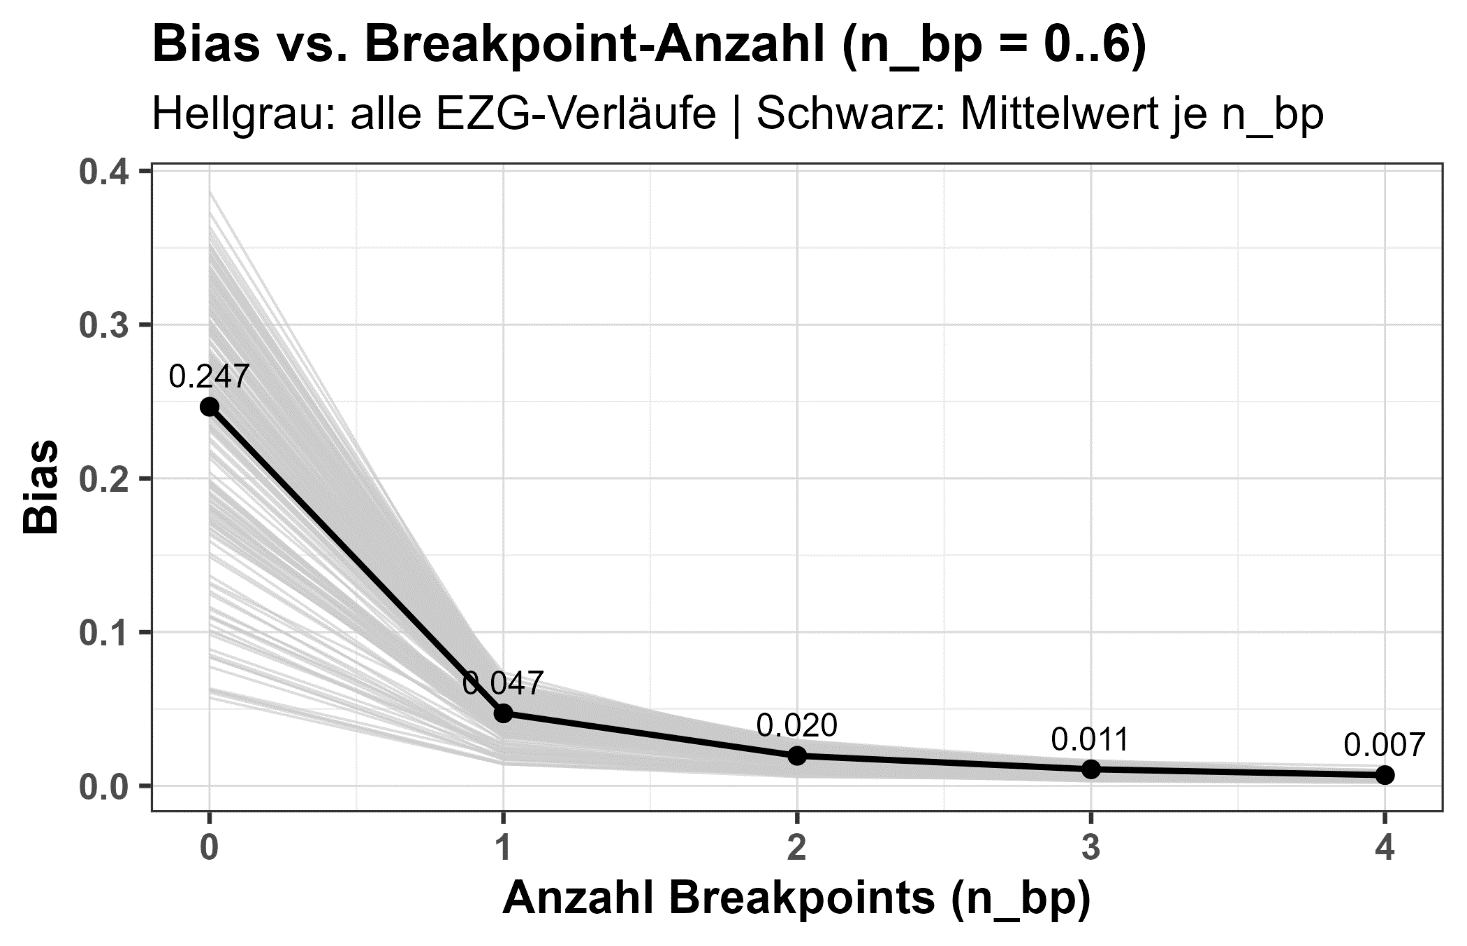 Bias vs. Breakpoint-Anzahl (n_bp = 0..6)
Hellgrau: alle EZG-Verläufe | Schwarz: Mittelwert je n_bp
0.4
0.3
0.2
0.1
0.0
Bias
0.247
0.047
0.020
0.011
0.007
0 1 2 3 4
Anzahl Breakpoints (n_bp)